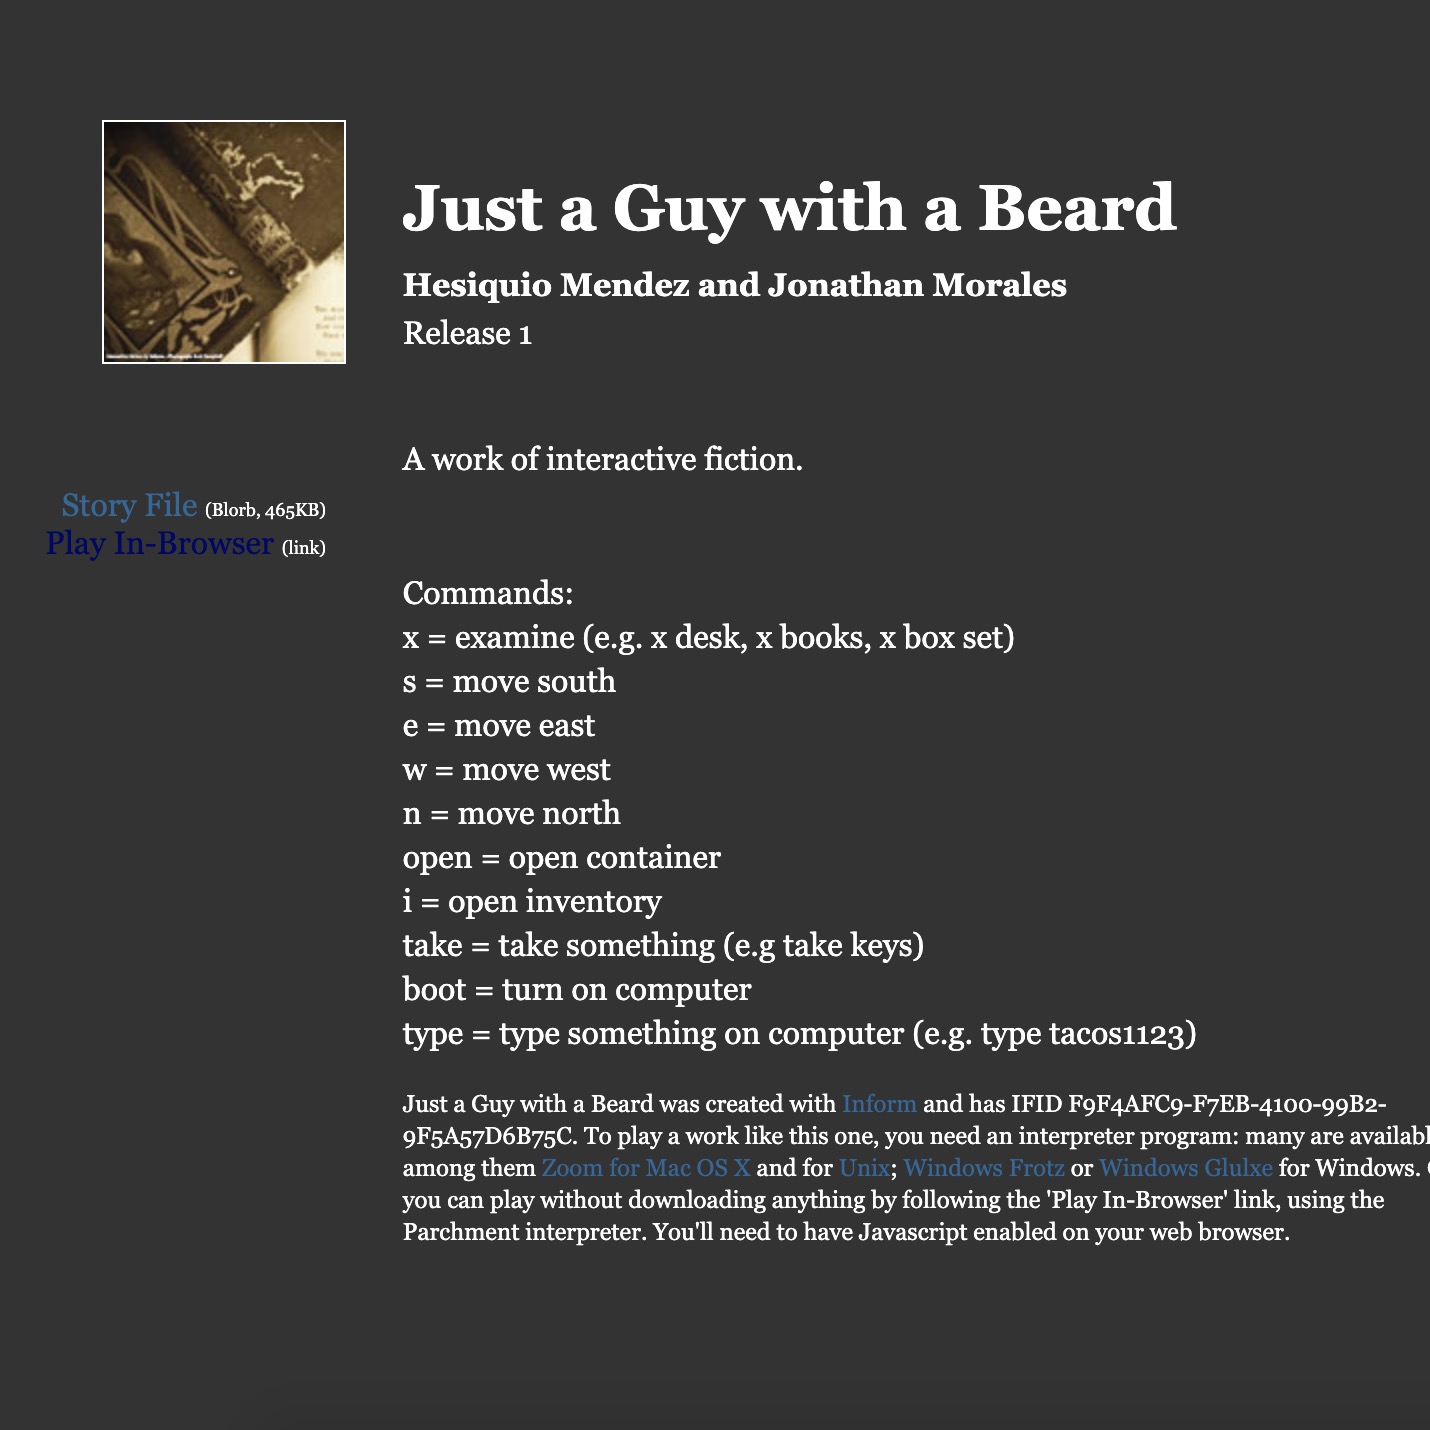 Just a Guy with a Beard
Hesiquio Mendez and Jonathan Morales
Release 1
A work of interactive fiction.
Story File (Blorb, 465KB)
Play In-Browser (link)
Commands:
x = examine (e.g. x desk, x books, x box set)
s = move south
e = move east
w = move west
n = move north
open = open container
i = open inventory
take = take something (e.g take keys)
boot = turn on computer
type = type something on computer (e.g. type tacos1123)
Just a Guy with a Beard was created with Inform and has IFID F9F4AFC9-F7EB-4100-99B2-
9F5A57D6B75C. To play a work like this one, you need an interpreter program: many are
among them Zoom for Mac OS X and for Unix; Windows Frotz or Windows Glulxe for Windows.
you can play without downloading anything by following the 'Play In-Browser' link, using the
Parchment interpreter. You'll need to have Javascript enabled on your web browser.